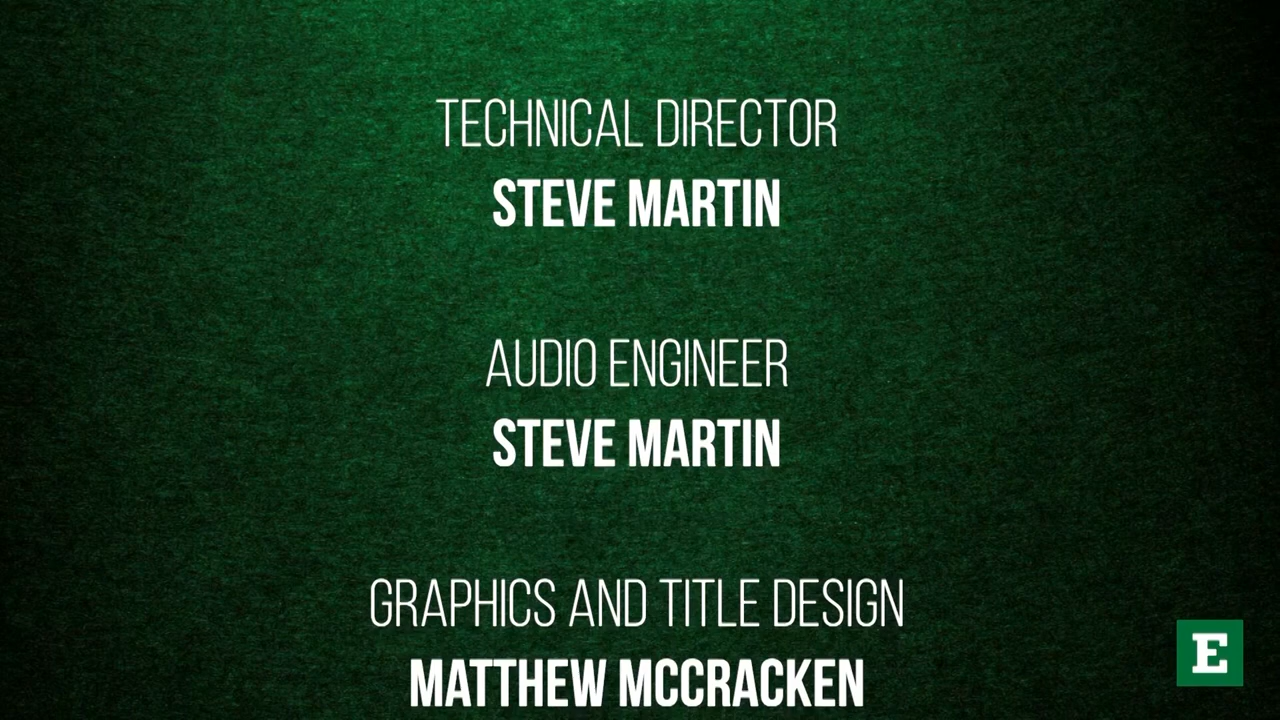 TECHNICAL DIRECTOR
STEVE MARTIN
AUDIO ENGINEER
STEVE MARTIN
GRAPHICS AND TITLE DESIGN
MATTHEW MCCRACKEN
E